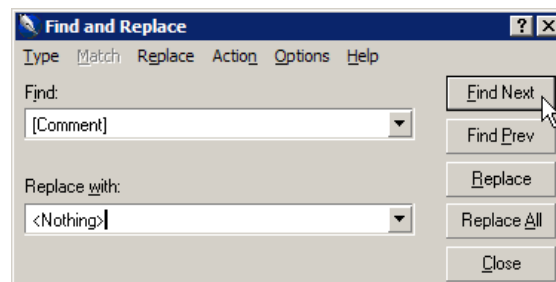 Find and Replace
Type Match Replace Action Options Help
Find:
[Comment]
Replace with:
<Nothing>
Find Next
Find Prev
Replace
Replace All
Close